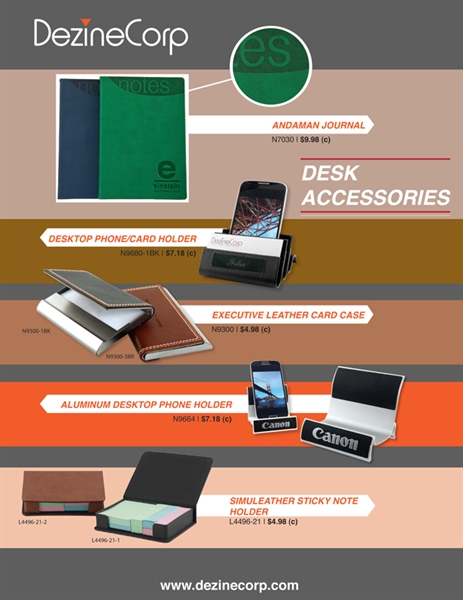 DezineCorp
notes
es
einstein
ANDAMAN JOURNAL
N7030 | $9.98 (c)
DESK
ACCESSORIES
DESKTOP PHONE/CARD HOLDER
N9680-1BK | $7.18 (c)
DezineCorp
N9300-1BK
N9300-3BR
EXECUTIVE LEATHER CARD CASE
N9300 | $4.98 (c)
ALUMINUM DESKTOP PHONE HOLDER
N9664 | $7.18 (c)
Canon
Canon
L4496-21-2
L4496-21-1
SIMULEATHER STICKY NOTE
HOLDER
L4496-21 | $4.98 (c)
www.dezinecorp.com